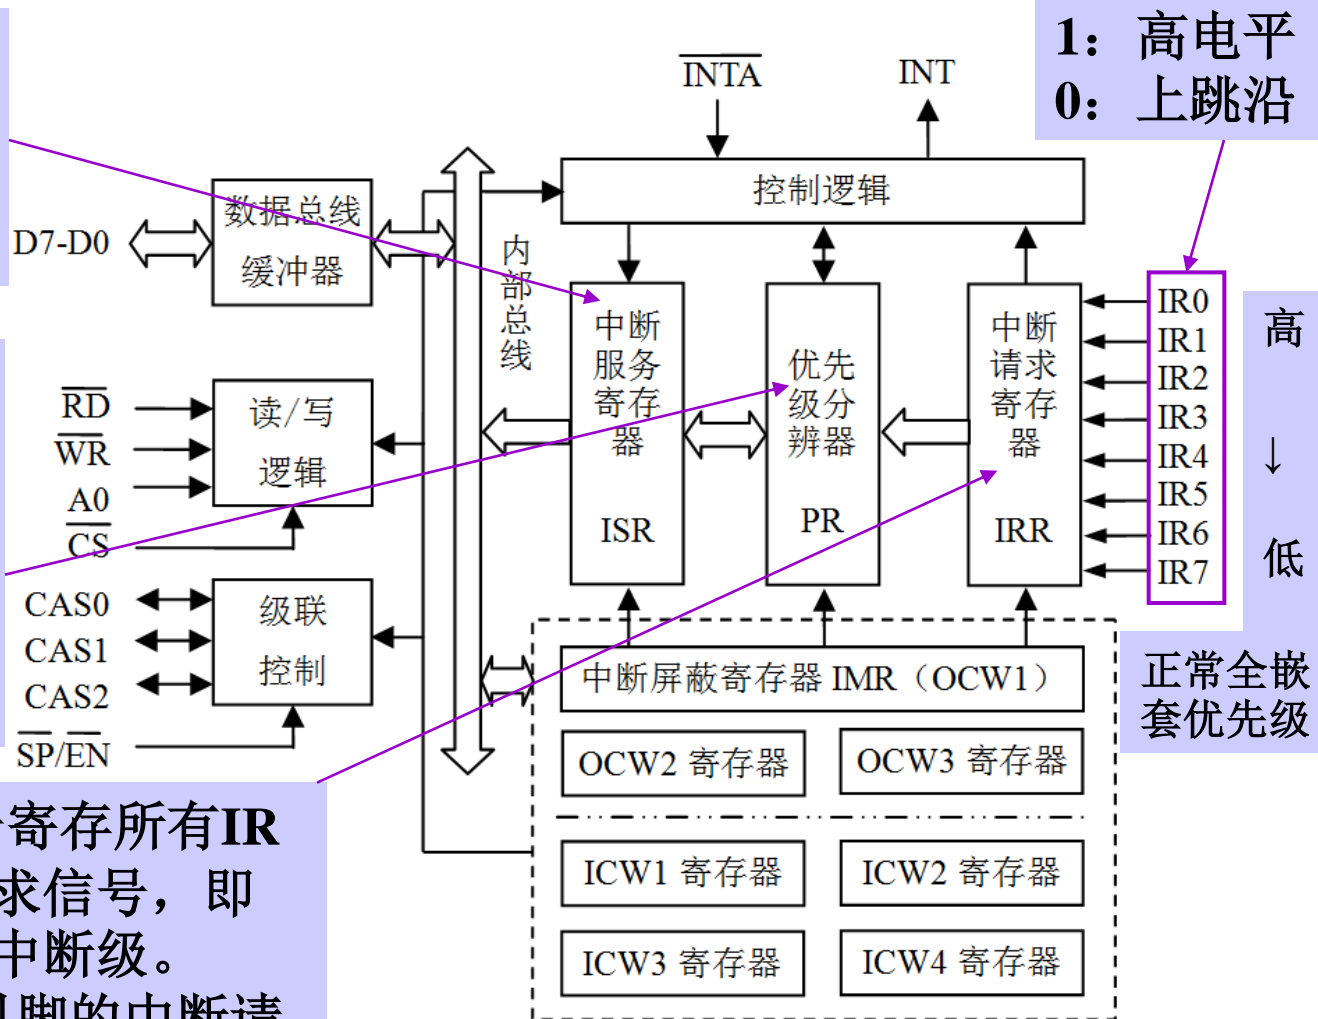 1：高电平
0：上跳沿
INTA
INT
控制逻辑
数据总线
缓冲器
D7-D0
内
部
总
线
中断
服务
寄存
器
ISR
优先
级分
辨器
PR
中断
请求
寄存
器
IRR
IR0
IR1
IR2
IR3
IR4
IR5
IR6
IR7
高
↓
低
正常全嵌
套优先级
RD
WR
A0
CS
读/写
逻辑
CAS0
CAS1
CAS2
SP/EN
级联
控制
中断屏蔽寄存器 IMR（OCW1）
OCW2 寄存器
OCW3 寄存器
ICW1 寄存器
ICW2 寄存器
ICW3 寄存器
ICW4 寄存器
寄存所有IR
求信号，即
中断级。
脚的中断请